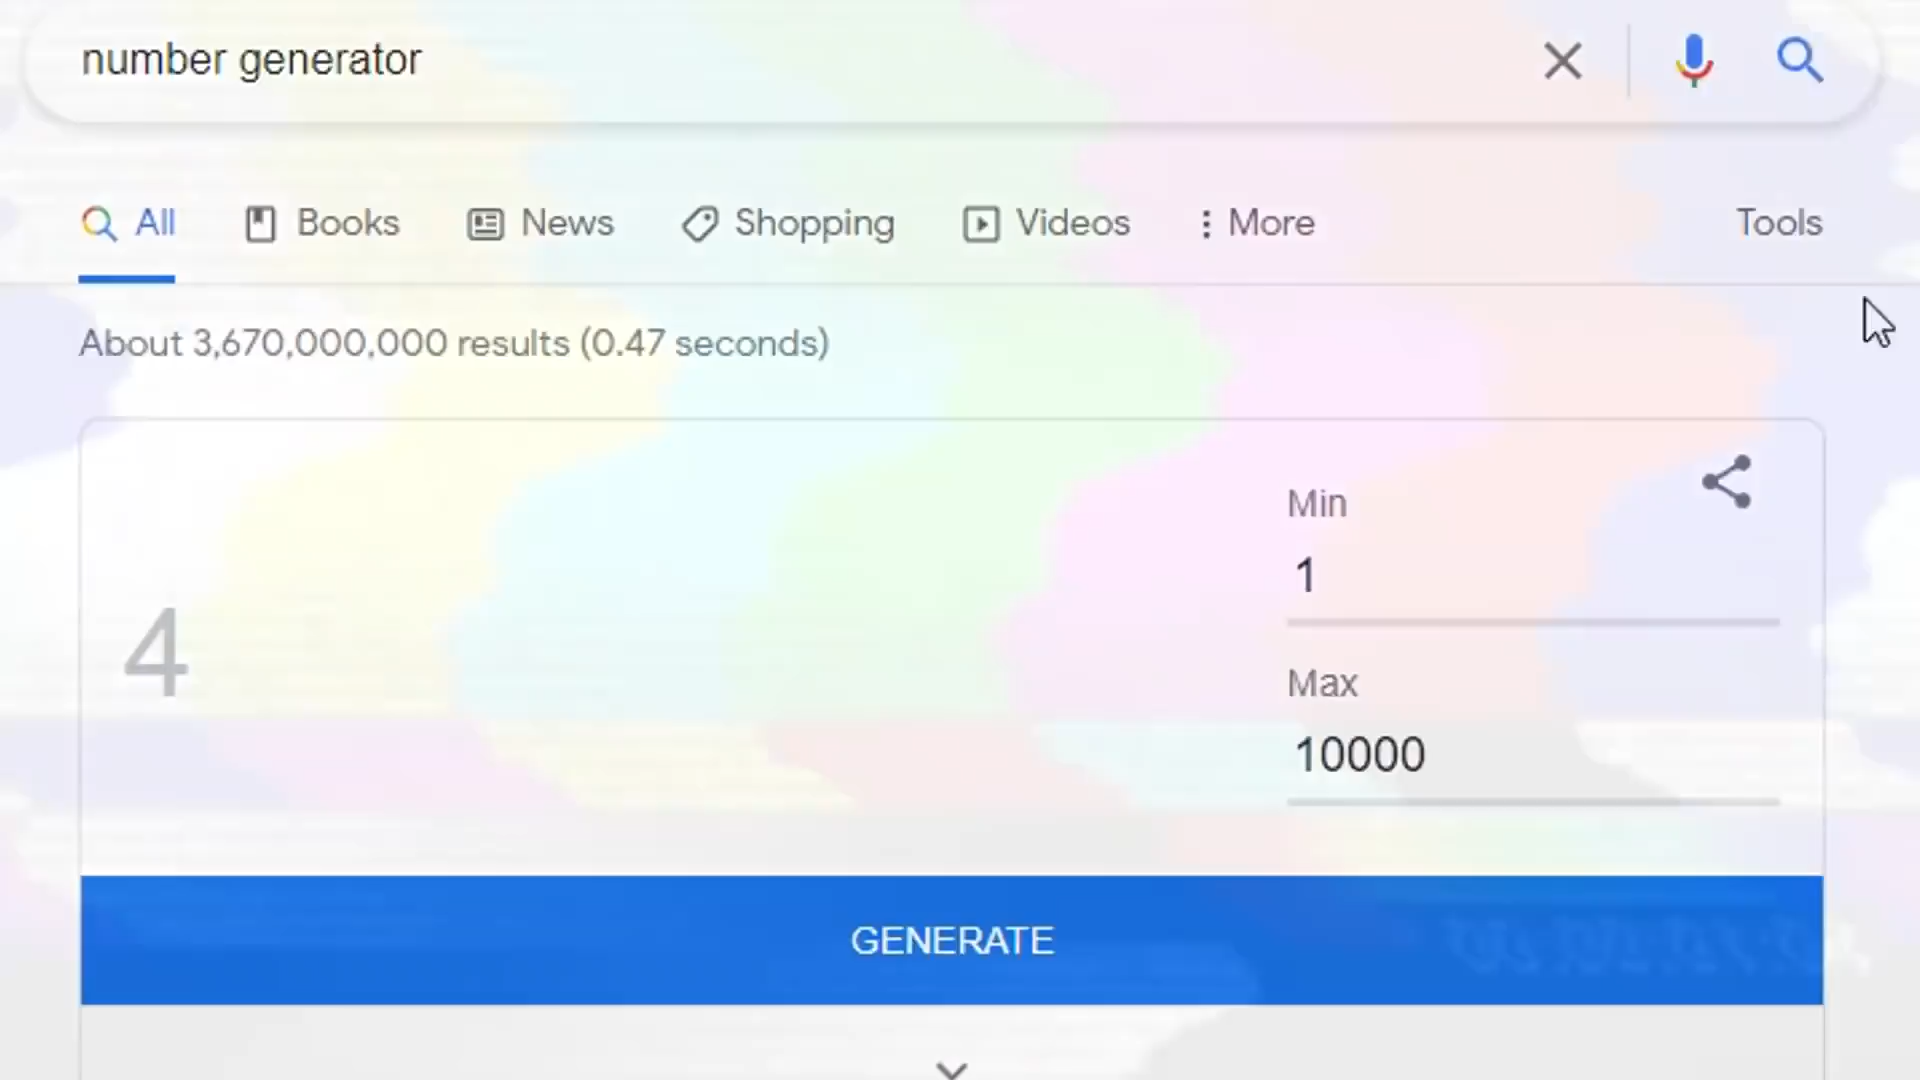 number generator
All Books News Shopping Videos More Tools
About 3,670,000,000 results (0.47 seconds)
Min
1
4
Max
10000
GENERATE